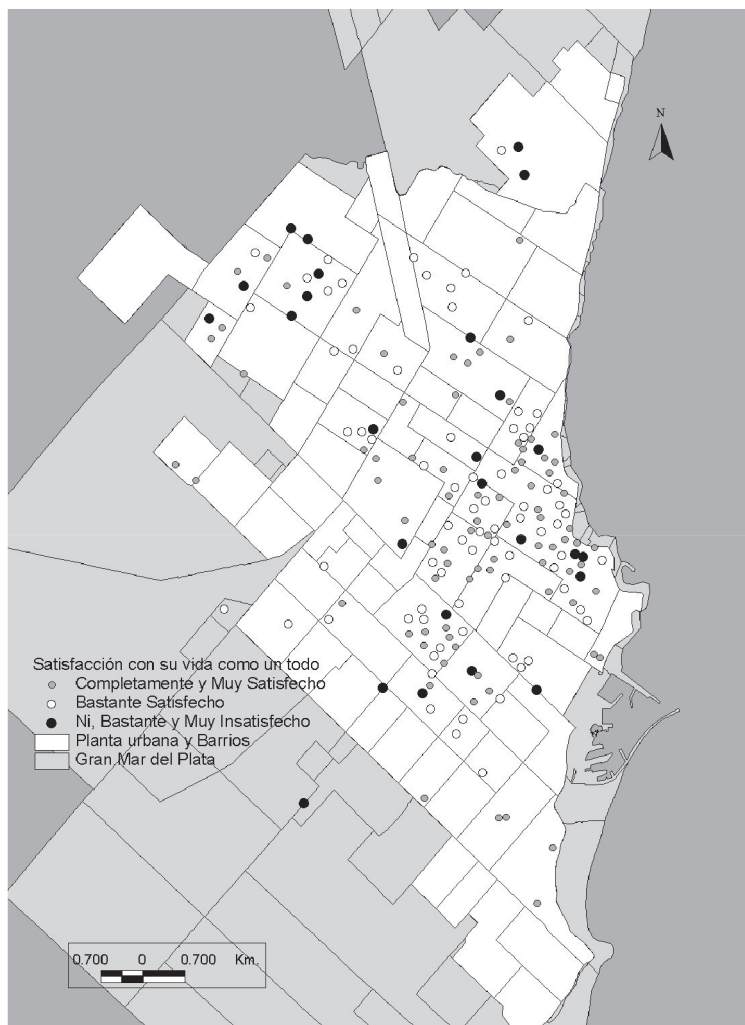 N
Satisfacción con su vida como un todo
Completamente y Muy Satisfecho
Bastante Satisfecho
Ni, Bastante y Muy Insatisfecho
Planta urbana y Barrios
Gran Mar del Plata
0.700 0 0.700 Km.